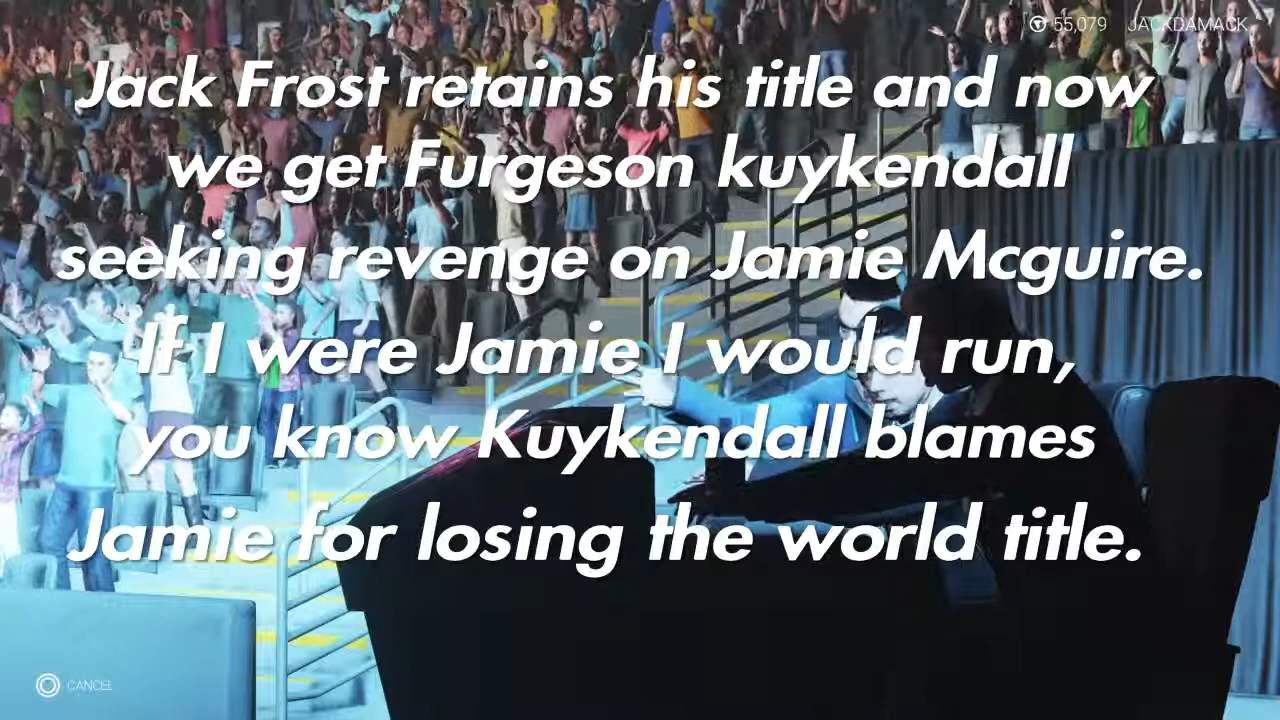 55,079 JACKDAMACK
Jack Frost retains his title and now
we get Furgeson kuykendall
seeking revenge on Jamie Mcguire.
If I were Jamie I would run,
you know Kuykendall blames
Jamie for losing the world title.
CANCEL